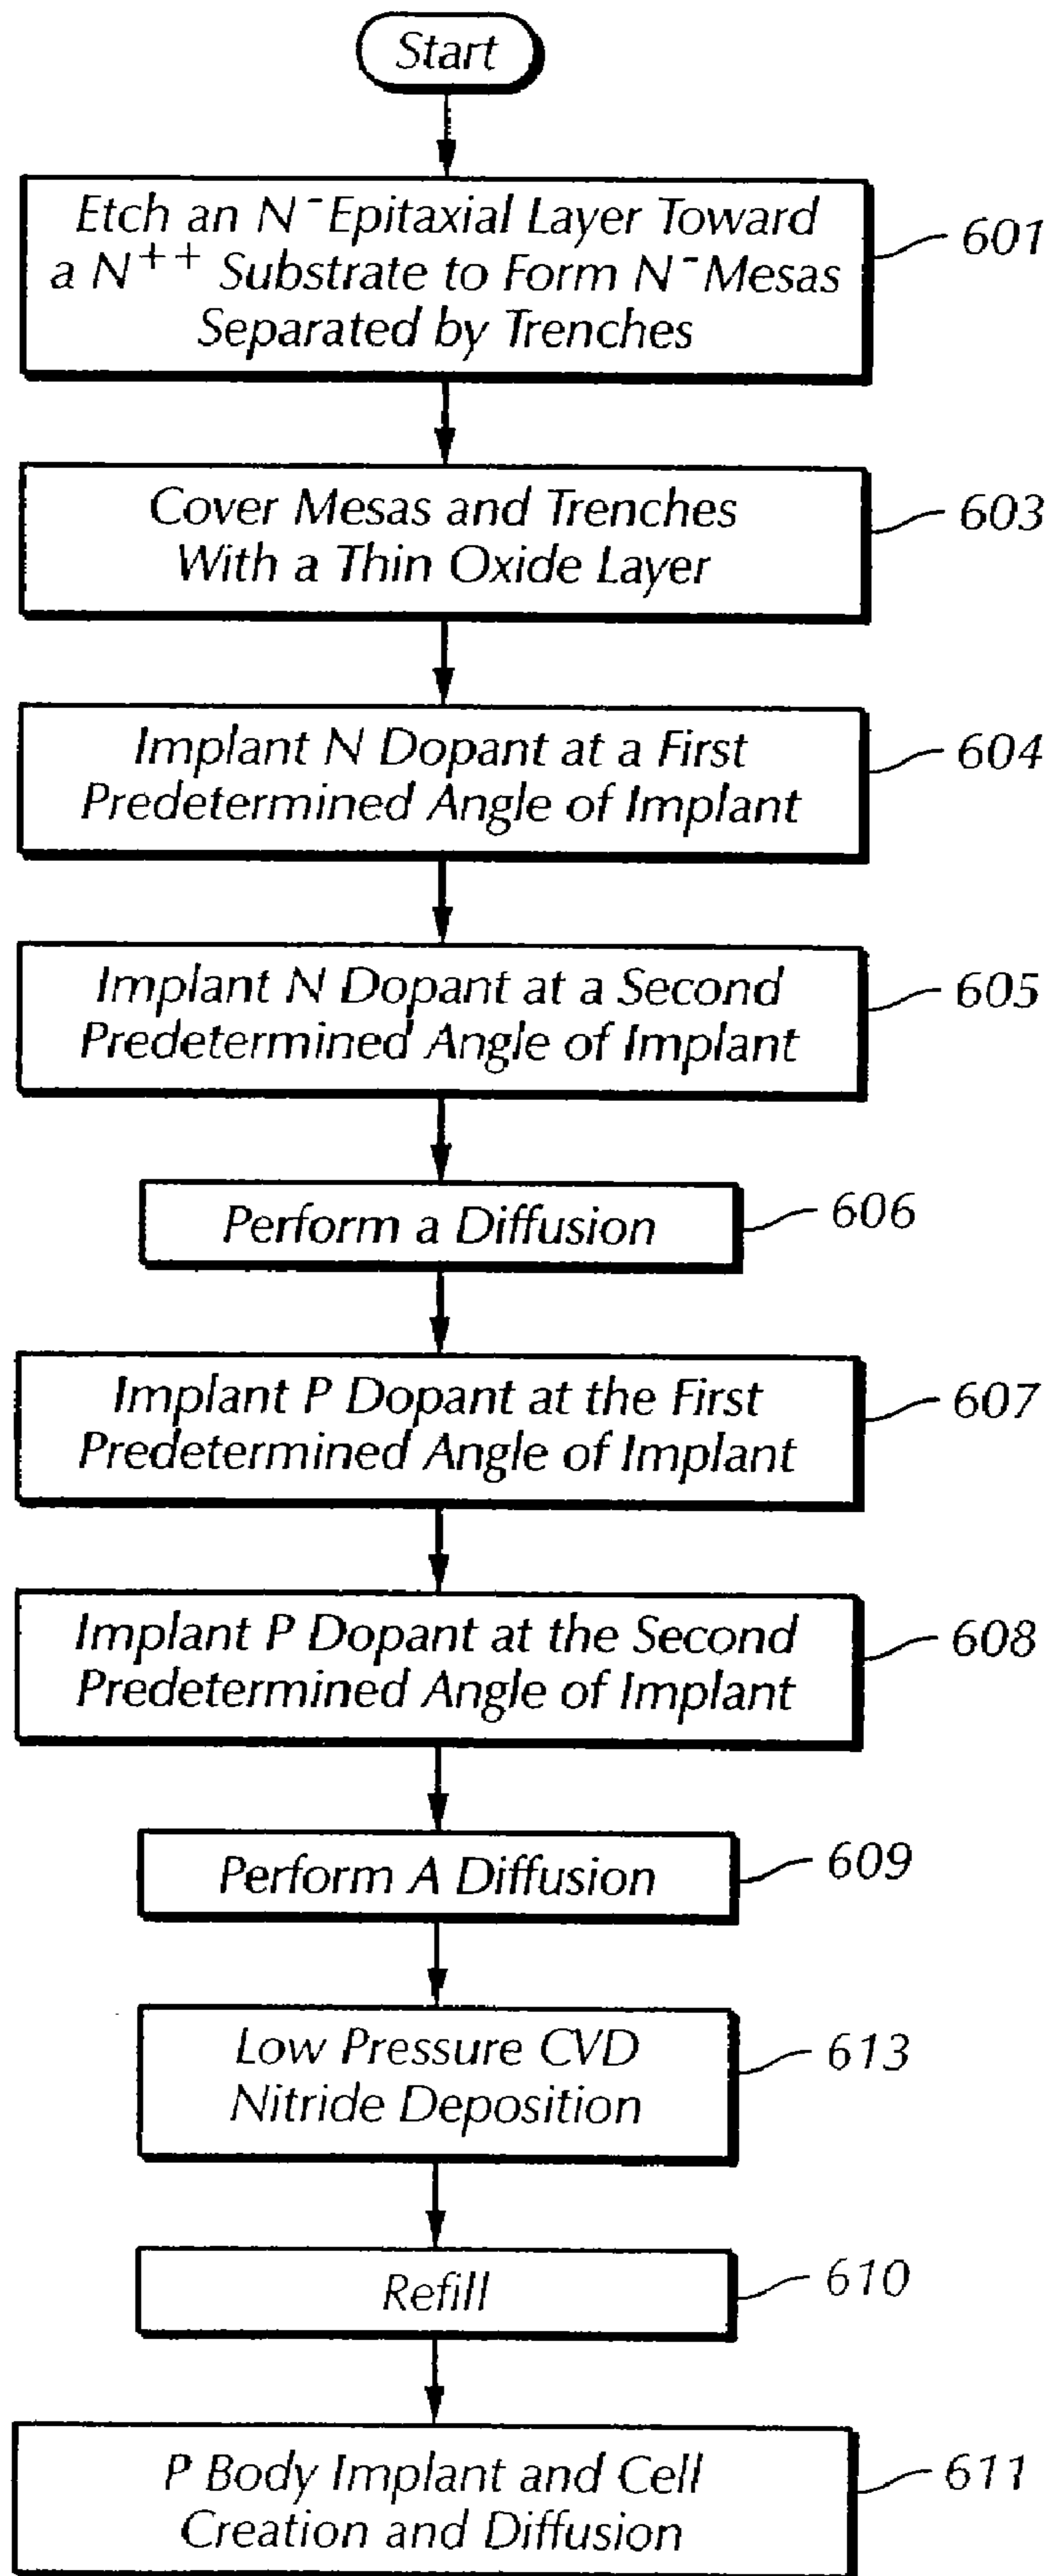 Start
Etch an N⁻ Epitaxial Layer Toward
a N⁺⁺ Substrate to Form N⁻ Mesas
Separated by Trenches
601
Cover Mesas and Trenches
With a Thin Oxide Layer
603
Implant N Dopant at a First
Predetermined Angle of Implant
604
Implant N Dopant at a Second
Predetermined Angle of Implant
605
Perform a Diffusion
606
Implant P Dopant at the First
Predetermined Angle of Implant
607
Implant P Dopant at the Second
Predetermined Angle of Implant
608
Perform A Diffusion
609
Low Pressure CVD
Nitride Deposition
613
Refill
610
P Body Implant and Cell
Creation and Diffusion
611